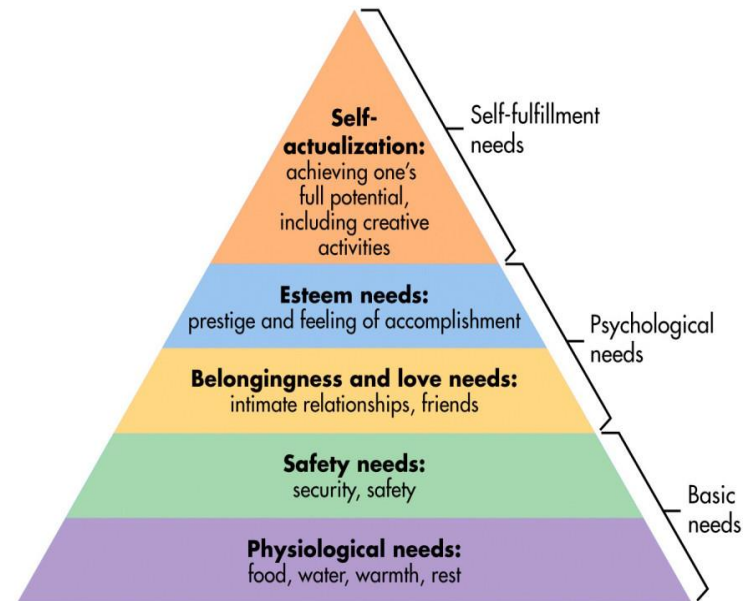 Self-
actualization:
achieving one's
full potential,
including creative
activities
Self-fulfillment
needs
Esteem needs:
prestige and feeling of accomplishment
Psychological
needs
Belongingness and love needs:
intimate relationships, friends
Safety needs:
security, safety
Basic
needs
Physiological needs:
food, water, warmth, rest